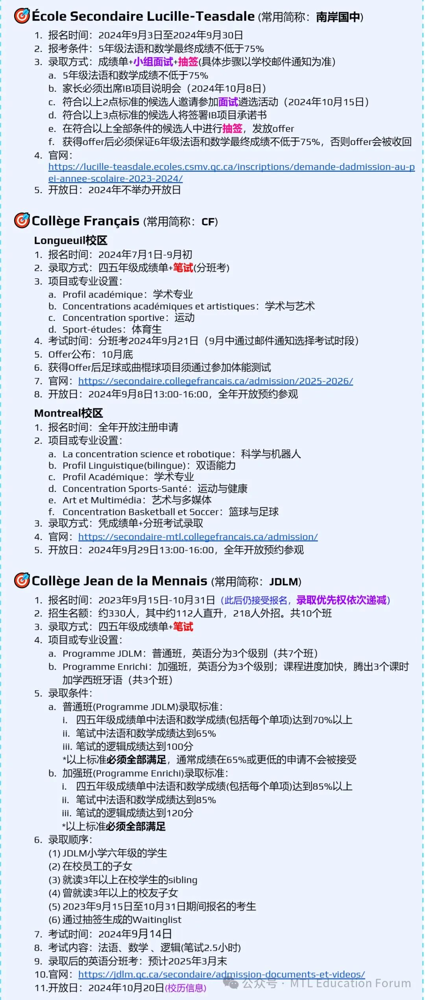 École Secondaire Lucille-Teasdale (常用简称：南岸国中)
1. 报名时间：2024年9月3日至2024年9月30日
2. 报考条件：5年级法语和数学最终成绩不低于75%
3. 录取方式：成绩单+小组面试+抽签(具体步骤以学校邮件通知为准）
a. 5年级法语和数学成绩不低于75%
b. 家长必须出席IB项目说明会（2024年10月8日）
c. 符合以上2点标准的候选人邀请参加面试遴选活动（2024年10月15日）
d. 符合以上3点标准的候选人将签署IB项目承诺书
e. 在符合以上全部条件的候选人中进行抽签，发放offer
f. 获得offer后必须保证6年级法语和数学最终成绩不低于75%，否则offer会被收回
4. 官网：
https://lucille-teasdale.ecoles.csmv.qc.ca/inscriptions/demande-dadmission-au-p
ei-annee-scolaire-2023-2024/
5. 开放日：2024年不举办开放日
Collège Français (常用简称：CF)
Longueuil校区
1. 报名时间：2024年7月1日-9月初
2. 录取方式：四五年级成绩单+笔试(分班考)
3. 项目或专业设置：
a. Profil académique：学术专业
b. Concentrations académiques et artistiques：学术与艺术
c. Concentration sportive：运动
d. Sport-études：体育生
4. 考试时间：分班考2024年9月21日（9月中通过邮件通知选择考试时段）
5. Offer公布：10月底
6. 获得Offer后足球或曲棍球项目须通过参加体能测试
7. 官网：https://secondaire.collegefrancais.ca/admission/2025-2026/
8. 开放日：2024年9月8日13:00-16:00，全年开放预约参观
Montreal校区
1. 报名时间：全年开放注册申请
2. 项目或专业设置：
a. La concentration science et robotique：科学与机器人
b. Profil Linguistique(bilingue)：双语能力
c. Profil Académique：学术专业
d. Concentration Sports-Santé：运动与健康
e. Art et Multimédia：艺术与多媒体
f. Concentration Basketball et Soccer：篮球与足球
3. 录取方式：凭成绩单+分班考试录取
4. 官网：https://secondaire-mtl.collegefrancais.ca/admission/
5. 开放日：2024年9月29日13:00-16:00，全年开放预约参观
Collège Jean de la Mennais (常用简称：JDLM)
1. 报名时间：2023年9月15日-10月31日（此后仍接受报名，录取优先权依次递减）
2. 招生名额：约330人，其中约112人直升，218人外招。共10个班
3. 录取方式：四五年级成绩单+笔试
4. 项目或专业设置：
a. Programme JDLM：普通班，英语分为3个级别（共7个班）
b. Programme Enrichi：加强班，英语分为3个级别；课程进度加快，腾出3个课时
加学西班牙语（共3个班）
5. 录取条件：
a. 普通班(Programme JDLM)录取标准：
i. 四五年级成绩单中法语和数学成绩(包括每个单项)达到70%以上
ii. 笔试中法语和数学成绩达到65%
iii. 笔试的逻辑成绩达到100分
*以上标准必须全部满足，通常成绩在65%或更低的申请不会被接受
b. 加强班(Programme Enrichi)录取标准：
i. 四五年级成绩单中法语和数学成绩(包括每个单项)达到85%以上
ii. 笔试中法语和数学成绩达到85%
iii. 笔试的逻辑成绩达到120分
*以上标准必须全部满足
6. 录取顺序：
(1) JDLM小学六年级的学生
(2) 在校员工的子女
(3) 就读3年以上在校学生的sibling
(4) 曾就读3年以上的校友子女
(5) 2023年9月15日至10月31日期间报名的考生
(6) 通过抽签生成的Waitinglist
7. 考试时间：2024年9月14日
8. 考试内容：法语、数学 、逻辑(笔试2.5小时)
9. 录取后的英语分班考：预计2025年3月末
10.官网：https://jdlm.qc.ca/secondaire/admission-documents-et-videos/
11.开放日：2024年10月20日(校历信息)
公众号 · MTL Education Forum